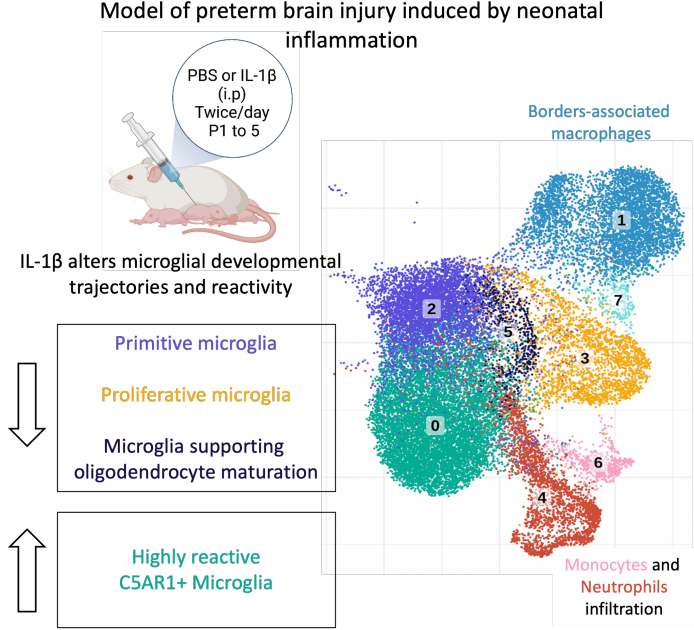 Model of preterm brain injury induced by neonatal
inflammation
PBS or IL-1β
(i.p)
Twice/day
P1 to 5
IL-1β alters microglial developmental
trajectories and reactivity
Primitive microglia
Proliferative microglia
Microglia supporting
oligodendrocyte maturation
Highly reactive
C5AR1+ Microglia
Borders-associated
macrophages
1
7
2
5
3
0
6
4
Monocytes and
Neutrophils
infiltration